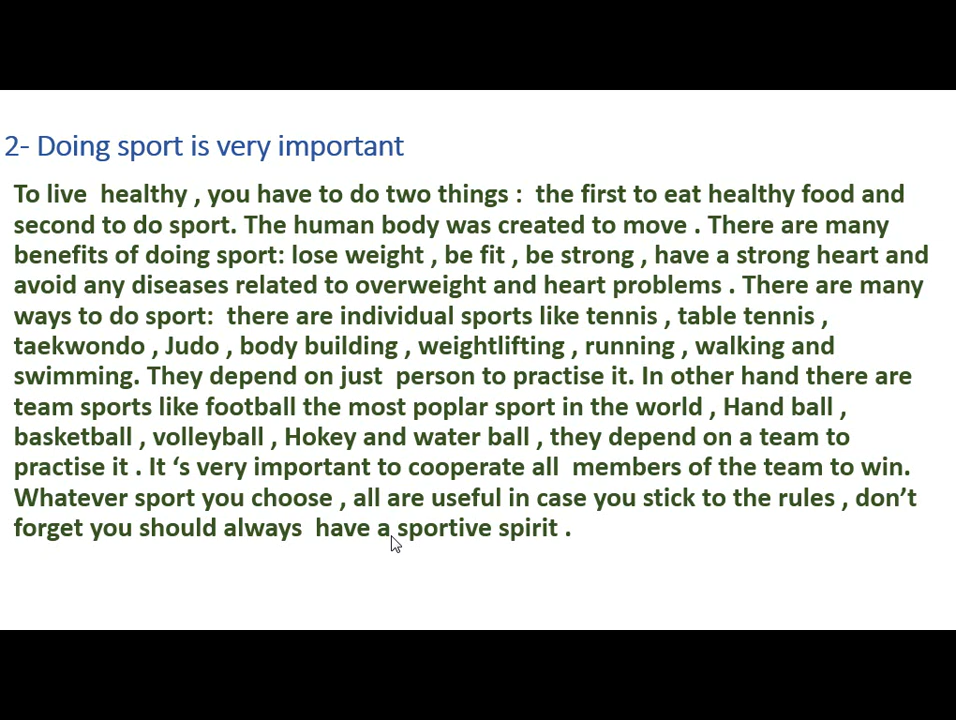 2- Doing sport is very important
To live  healthy , you have to do two things :  the first to eat healthy food and
second to do sport. The human body was created to move . There are many
benefits of doing sport: lose weight , be fit , be strong , have a strong heart and
avoid any diseases related to overweight and heart problems . There are many
ways to do sport:  there are individual sports like tennis , table tennis ,
taekwondo , Judo , body building , weightlifting , running , walking and
swimming. They depend on just  person to practise it. In other hand there are
team sports like football the most poplar sport in the world , Hand ball ,
basketball , volleyball , Hokey and water ball , they depend on a team to
practise it . It ‘s very important to cooperate all  members of the team to win.
Whatever sport you choose , all are useful in case you stick to the rules , don’t
forget you should always  have a sportive spirit .